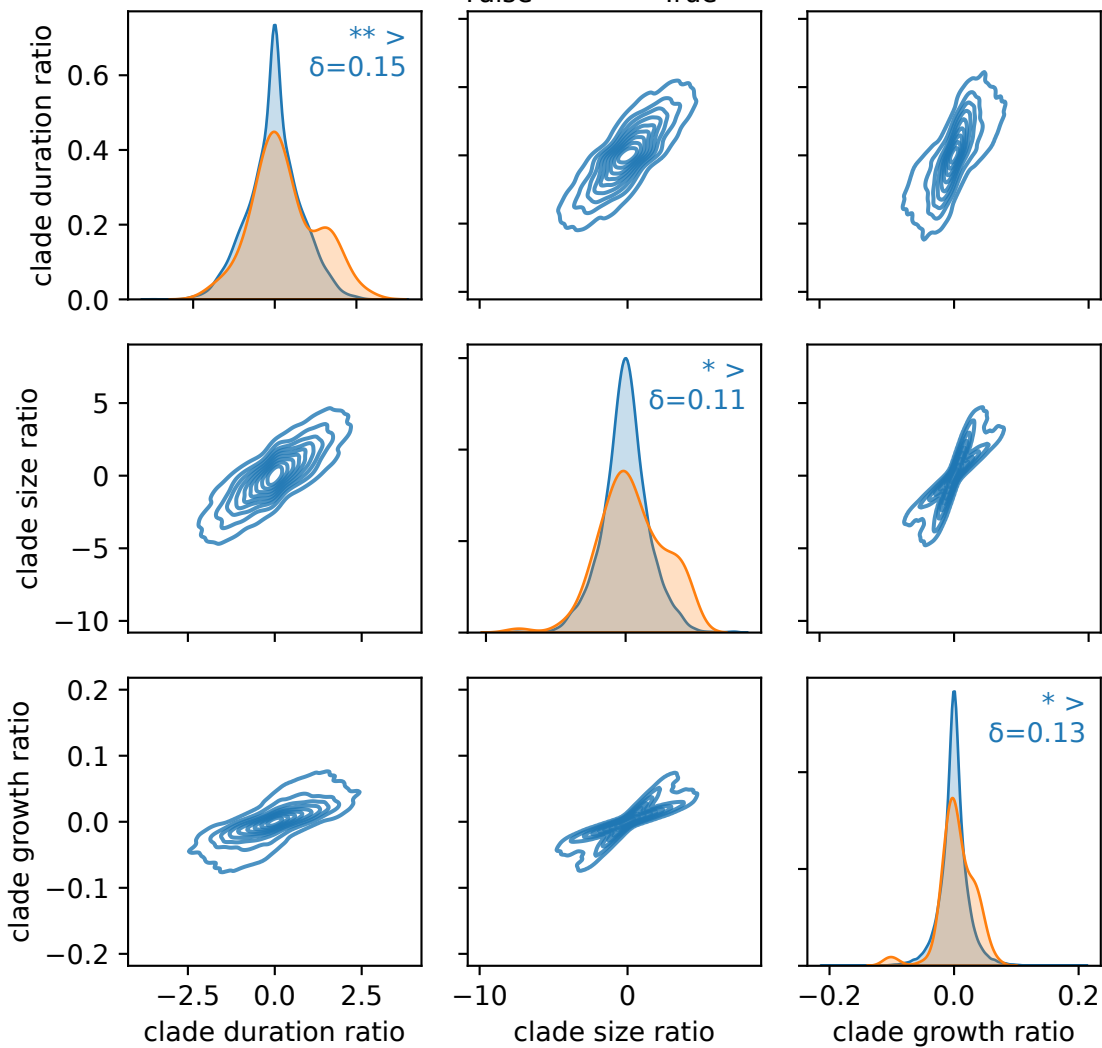 False True
clade duration ratio
0.6
0.4
0.2
0.0
** >
δ=0.15
clade size ratio
5
0
−5
−10
* >
δ=0.11
clade growth ratio
0.2
0.1
0.0
−0.1
−0.2
* >
δ=0.13
−2.5 0.0 2.5
−10 0
−0.2 0.0 0.2
clade duration ratio
clade size ratio
clade growth ratio